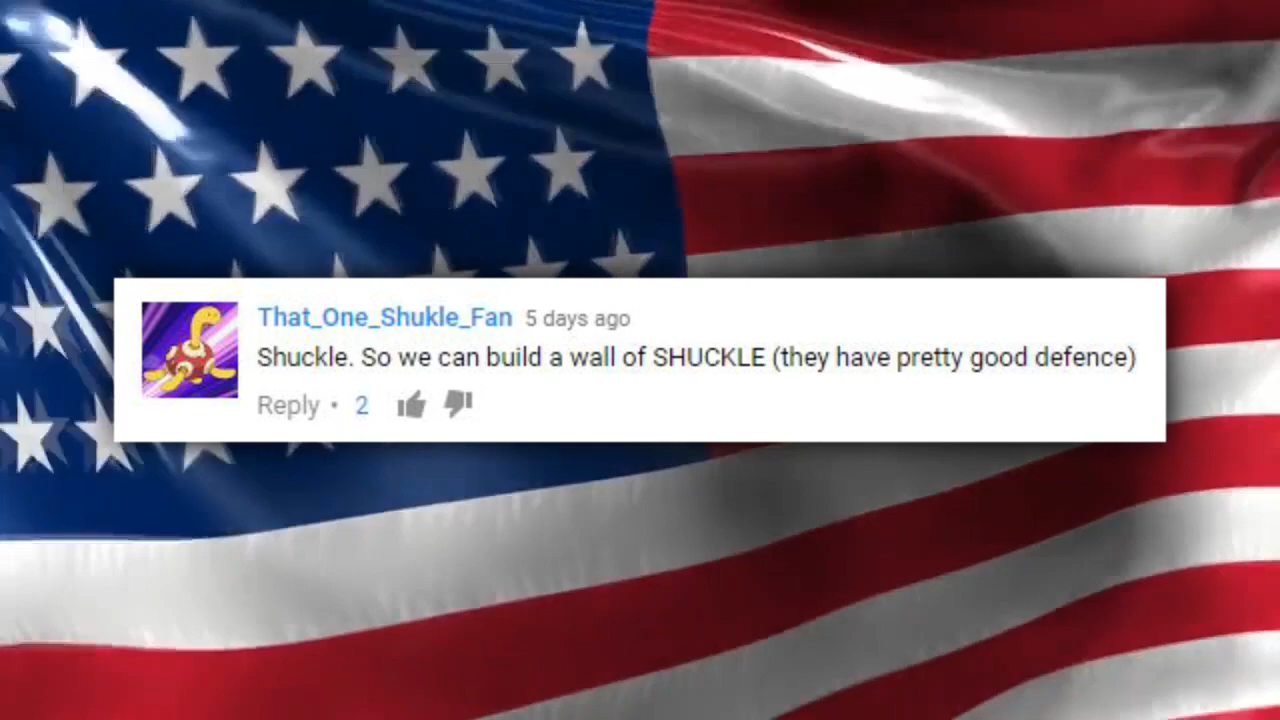 That_One_Shukle_Fan 5 days ago
Shuckle. So we can build a wall of SHUCKLE (they have pretty good defence)
Reply • 2